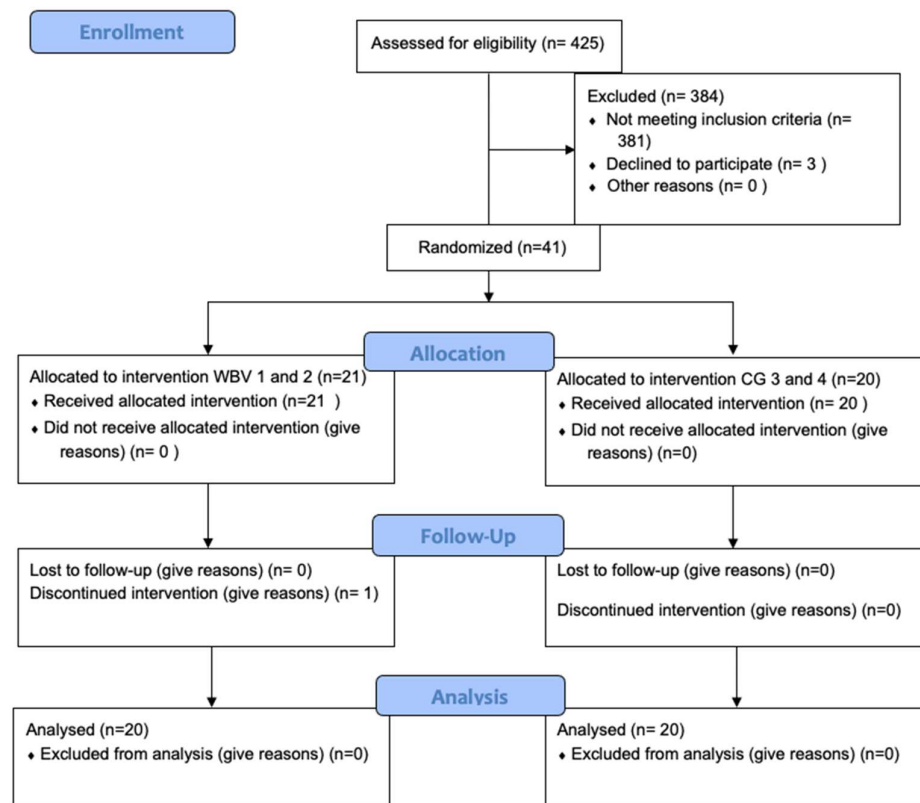 Enrollment
Assessed for eligibility (n= 425)
Excluded (n= 384)
♦ Not meeting inclusion criteria (n=
381)
♦ Declined to participate (n= 3 )
♦ Other reasons (n= 0 )
Randomized (n=41)
Allocation
Allocated to intervention WBV 1 and 2 (n=21)
♦ Received allocated intervention (n=21 )
♦ Did not receive allocated intervention (give
reasons) (n= 0 )
Allocated to intervention CG 3 and 4 (n=20)
♦ Received allocated intervention (n= 20 )
♦ Did not receive allocated intervention (give
reasons) (n=0)
Follow-Up
Lost to follow-up (give reasons) (n= 0)
Discontinued intervention (give reasons) (n= 1)
Lost to follow-up (give reasons) (n=0)
Discontinued intervention (give reasons) (n=0)
Analysis
Analysed (n=20)
♦ Excluded from analysis (give reasons) (n=0)
Analysed (n= 20)
♦ Excluded from analysis (give reasons) (n=0)